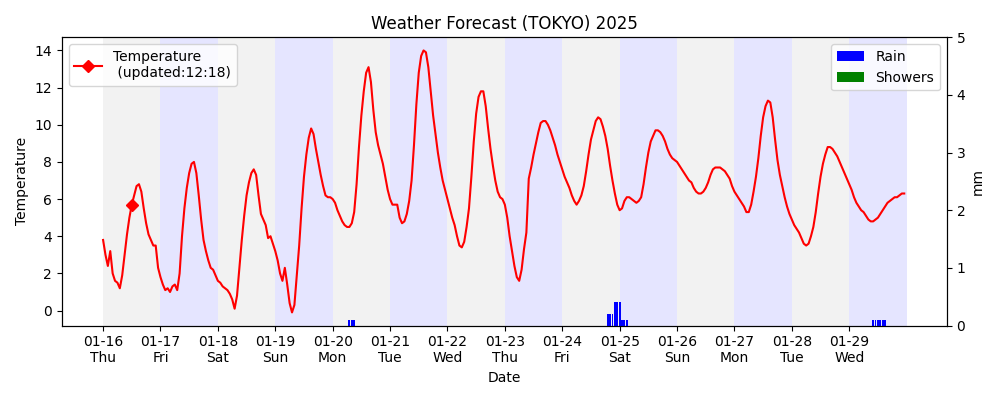 Weather Forecast (TOKYO) 2025
Temperature
(updated:12:18)
Rain
Showers
Temperature
14
12
10
8
6
4
2
0
5
4
3
2
1
0
mm
01-16 01-17 01-18 01-19 01-20 01-21 01-22 01-23 01-24 01-25 01-26 01-27 01-28 01-29
Thu Fri Sat Sun Mon Tue Wed Thu Fri Sat Sun Mon Tue Wed
Date